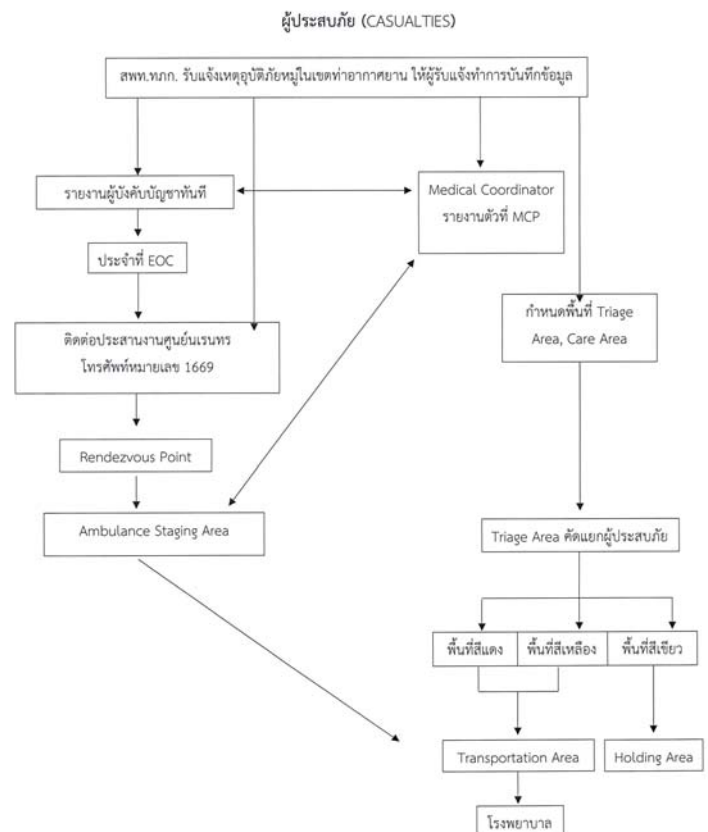 ผู้ประสบภัย (CASUALTIES)
สพท.ทภก. รับแจ้งเหตุอุบัติภัยหมู่ในเขตท่าอากาศยาน ให้ผู้รับแจ้งทำการบันทึกข้อมูล
รายงานผู้บังคับบัญชาทันที
Medical Coordinator
รายงานตัวที่ MCP
ประจำที่ EOC
กำหนดพื้นที่ Triage
Area, Care Area
ติดต่อประสานงานศูนย์นเรนทร
โทรศัพท์หมายเลข 1669
Rendezvous Point
Ambulance Staging Area
Triage Area คัดแยกผู้ประสบภัย
พื้นที่สีแดง
พื้นที่สีเหลือง
พื้นที่สีเขียว
Transportation Area
Holding Area
โรงพยาบาล